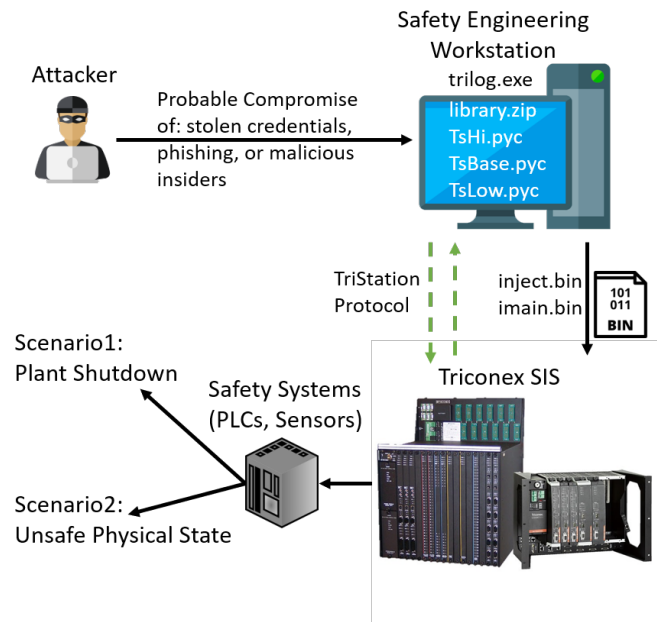 Safety Engineering
Workstation
Attacker
trilog.exe
library.zip
TsHi.pyc
TsBase.pyc
TsLow.pyc
Probable Compromise
of: stolen credentials,
phishing, or malicious
insiders
TriStation
Protocol
inject.bin
imain.bin
101
011
BIN
Scenario1:
Plant Shutdown
Safety Systems
(PLCs, Sensors)
Triconex SIS
Scenario2:
Unsafe Physical State